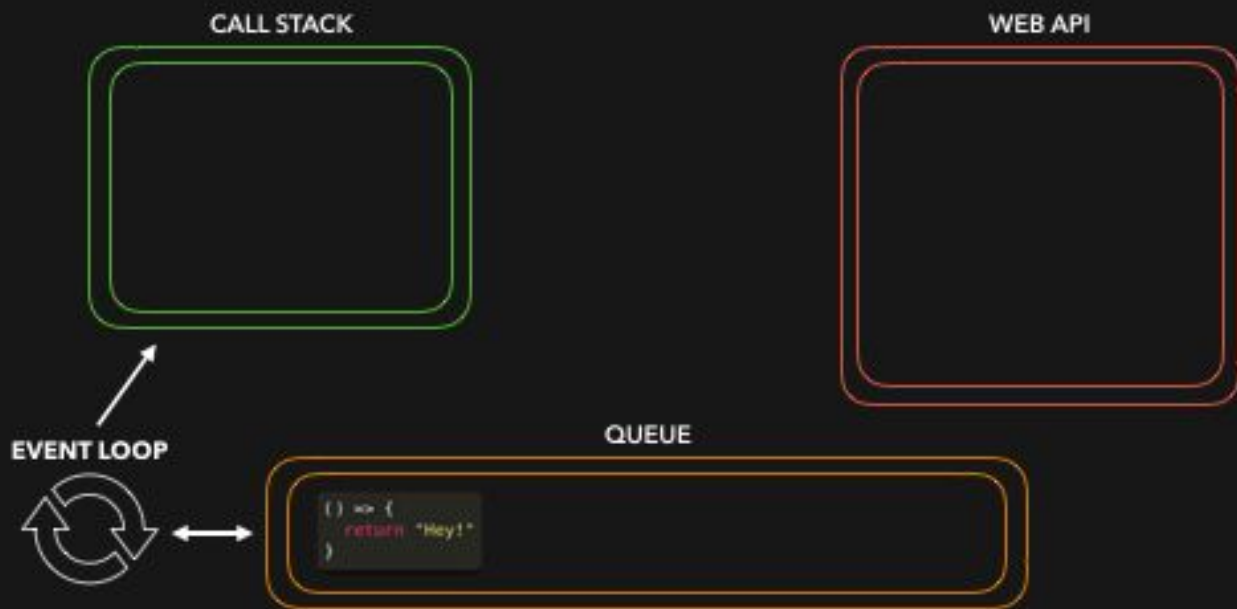 CALL STACK
WEB API
EVENT LOOP
QUEUE
() => {
return "Hey!"
}